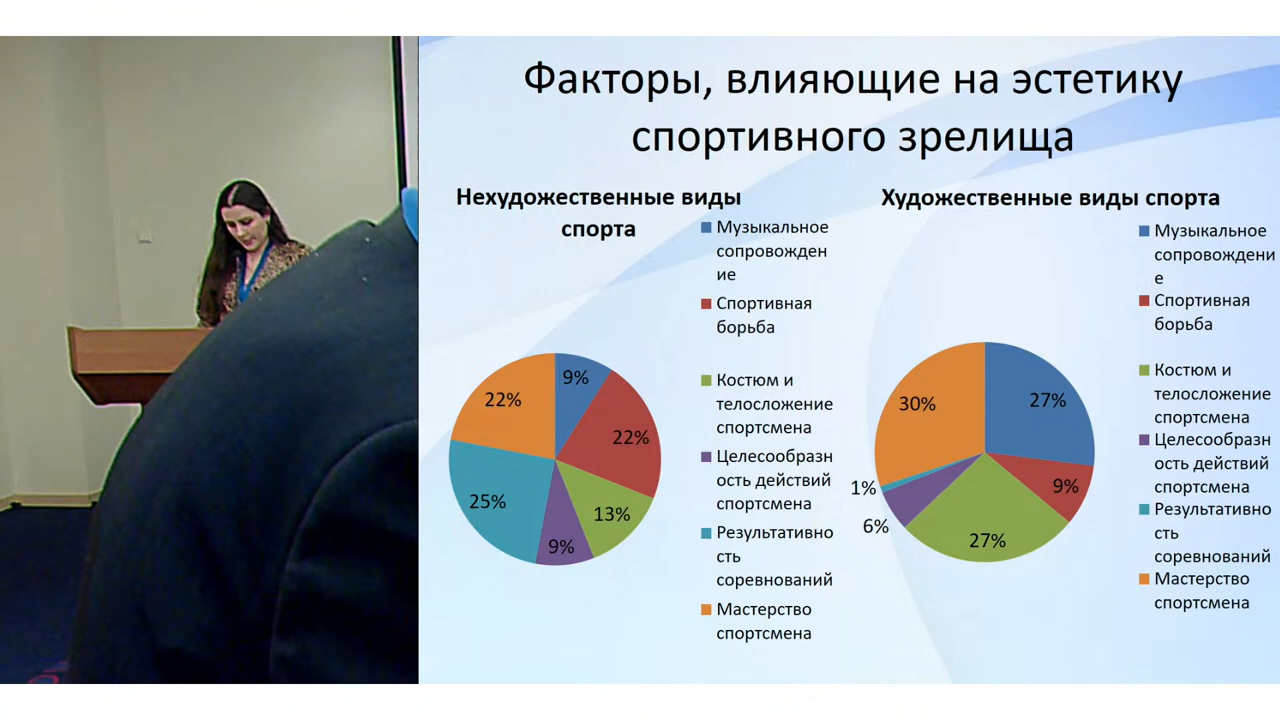 Факторы, влияющие на эстетику
спортивного зрелища
Нехудожественные виды
спорта
Музыкальное
сопровожден
ие
Спортивная
борьба
Костюм и
телосложение
спортсмена
Целесообразн
ость действий
спортсмена
Результативно
сть
соревнований
Мастерство
спортсмена
9%
22%
13%
9%
25%
22%
Художественные виды спорта
Музыкальное
сопровождени
е
Спортивная
борьба
Костюм и
телосложение
спортсмена
Целесообразн
ость действий
спортсмена
Результативно
сть
соревнований
Мастерство
спортсмена
27%
9%
27%
6%
1%
30%